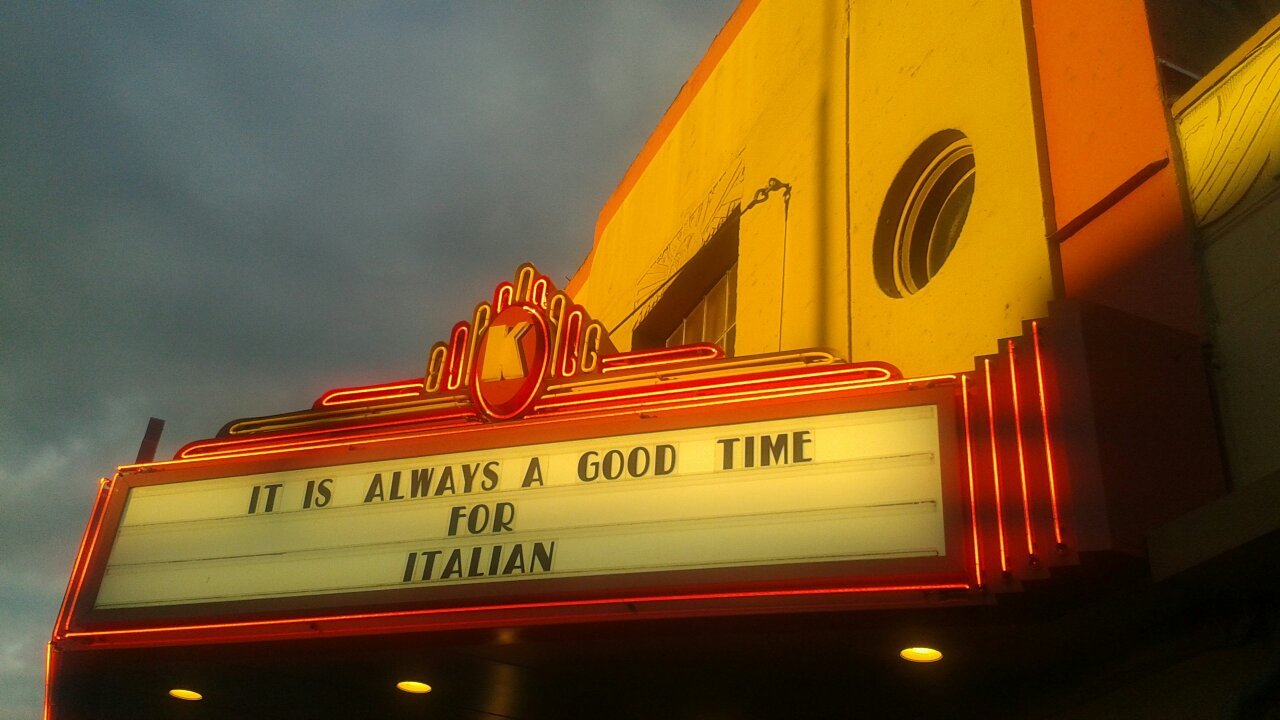 K
IT IS ALWAYS A GOOD TIME
FOR
ITALIAN